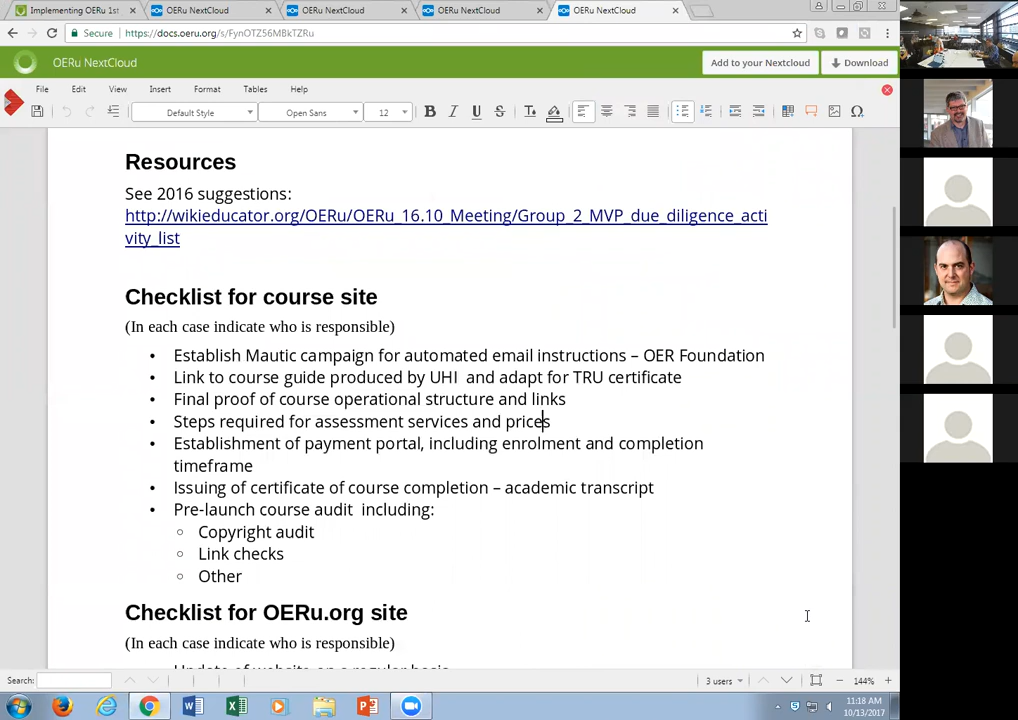 Implementing OERu 1st
OERu NextCloud
OERu NextCloud
OERu NextCloud
OERu NextCloud
Secure
https://docs.oeru.org/s/FynOTZ56MBkTZRu
OERu NextCloud
Add to your Nextcloud
Download
File Edit View Insert Format Tables Help
Default Style
Open Sans
12
Resources
See 2016 suggestions:
http://wikieducator.org/OERu/OERu_16.10_Meeting/Group_2_MVP_due_diligence_acti
vity_list
Checklist for course site
(In each case indicate who is responsible)
• Establish Mautic campaign for automated email instructions – OER Foundation
• Link to course guide produced by UHI and adapt for TRU certificate
• Final proof of course operational structure and links
• Steps required for assessment services and prices
• Establishment of payment portal, including enrolment and completion
timeframe
• Issuing of certificate of course completion – academic transcript
• Pre-launch course audit including:
◦ Copyright audit
◦ Link checks
◦ Other
Checklist for OERu.org site
(In each case indicate who is responsible)
Update of website on a regular basis
Search:
3 users
144%
11:18 AM
10/13/2017